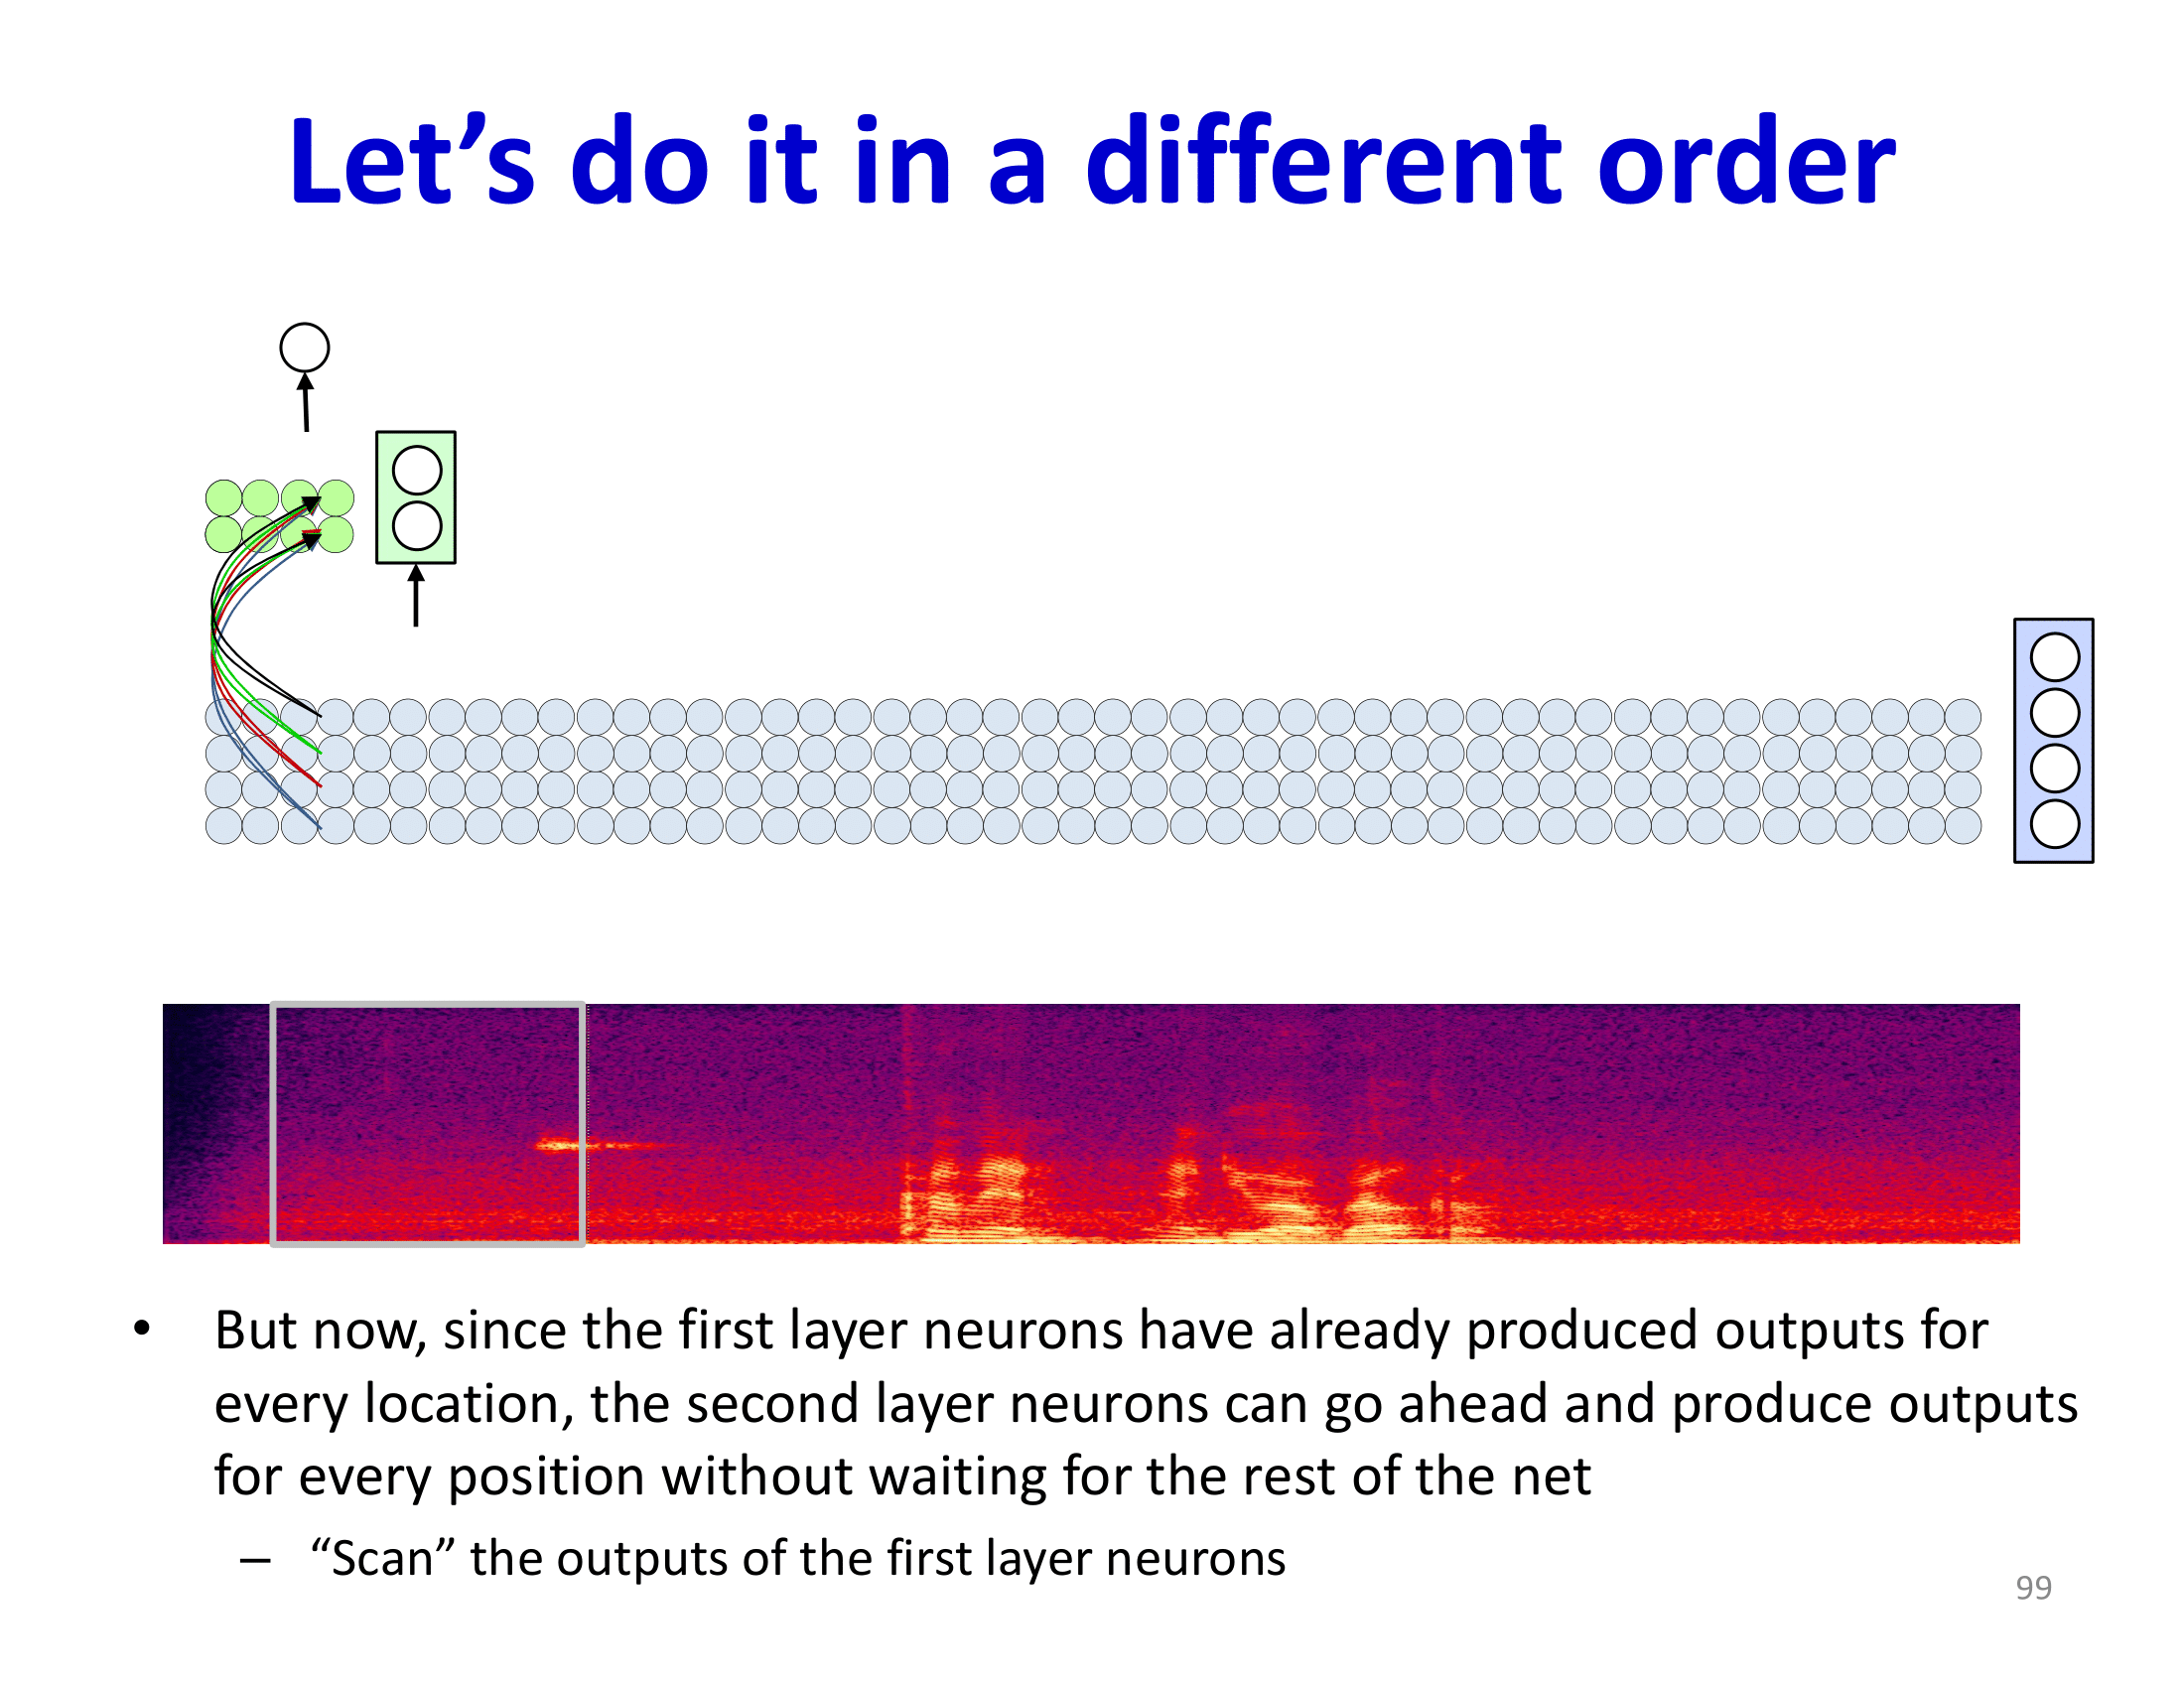 Let’s do it in a different order
• But now, since the first layer neurons have already produced outputs for
every location, the second layer neurons can go ahead and produce outputs
for every position without waiting for the rest of the net
– “Scan” the outputs of the first layer neurons
99